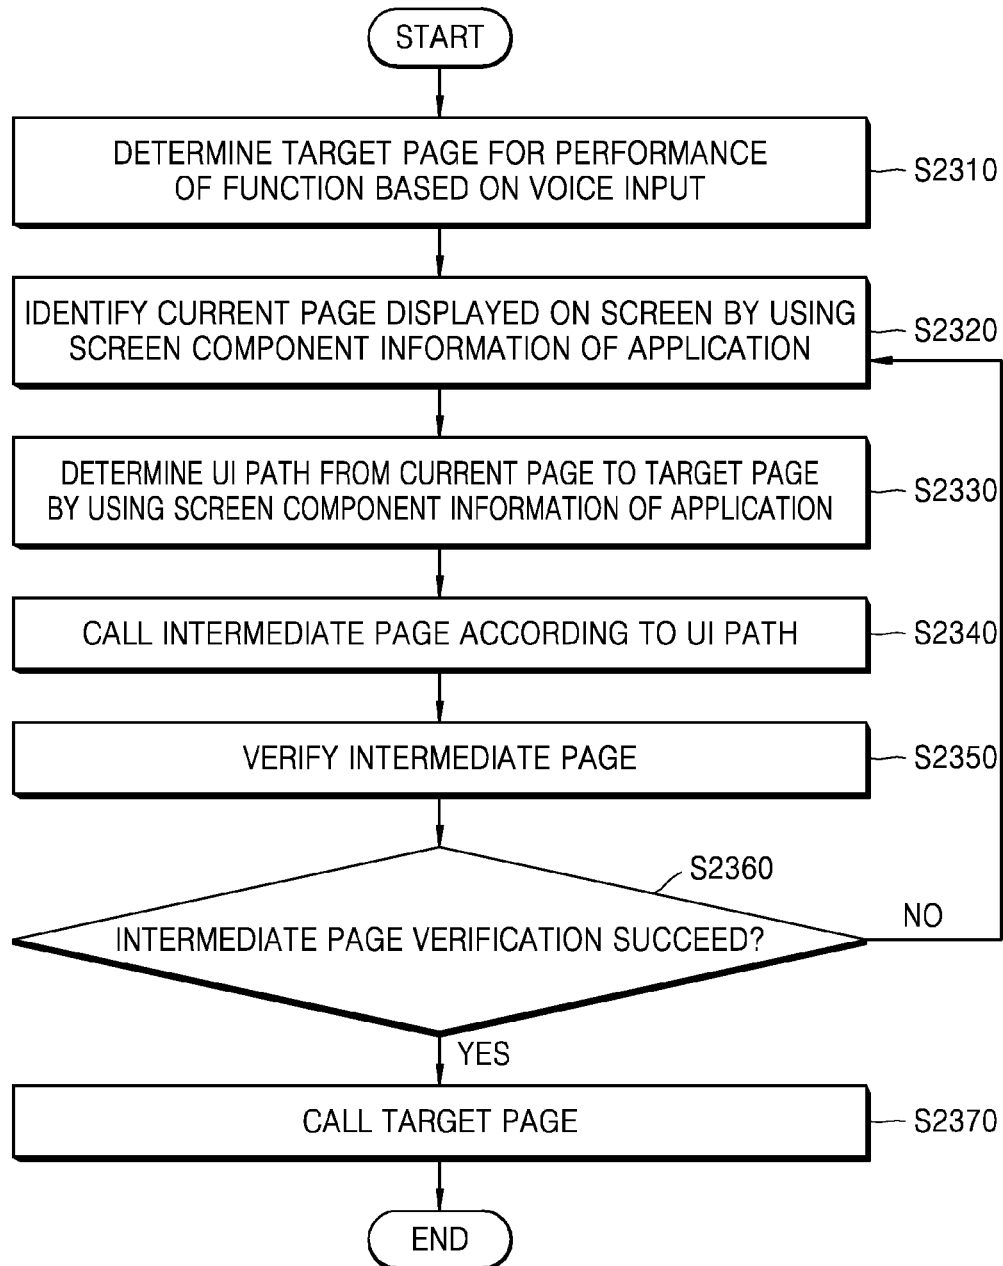 START
DETERMINE TARGET PAGE FOR PERFORMANCE
OF FUNCTION BASED ON VOICE INPUT
S2310
IDENTIFY CURRENT PAGE DISPLAYED ON SCREEN BY USING
SCREEN COMPONENT INFORMATION OF APPLICATION
S2320
DETERMINE UI PATH FROM CURRENT PAGE TO TARGET PAGE
BY USING SCREEN COMPONENT INFORMATION OF APPLICATION
S2330
CALL INTERMEDIATE PAGE ACCORDING TO UI PATH
S2340
VERIFY INTERMEDIATE PAGE
S2350
S2360
INTERMEDIATE PAGE VERIFICATION SUCCEED?
NO
YES
CALL TARGET PAGE
S2370
END